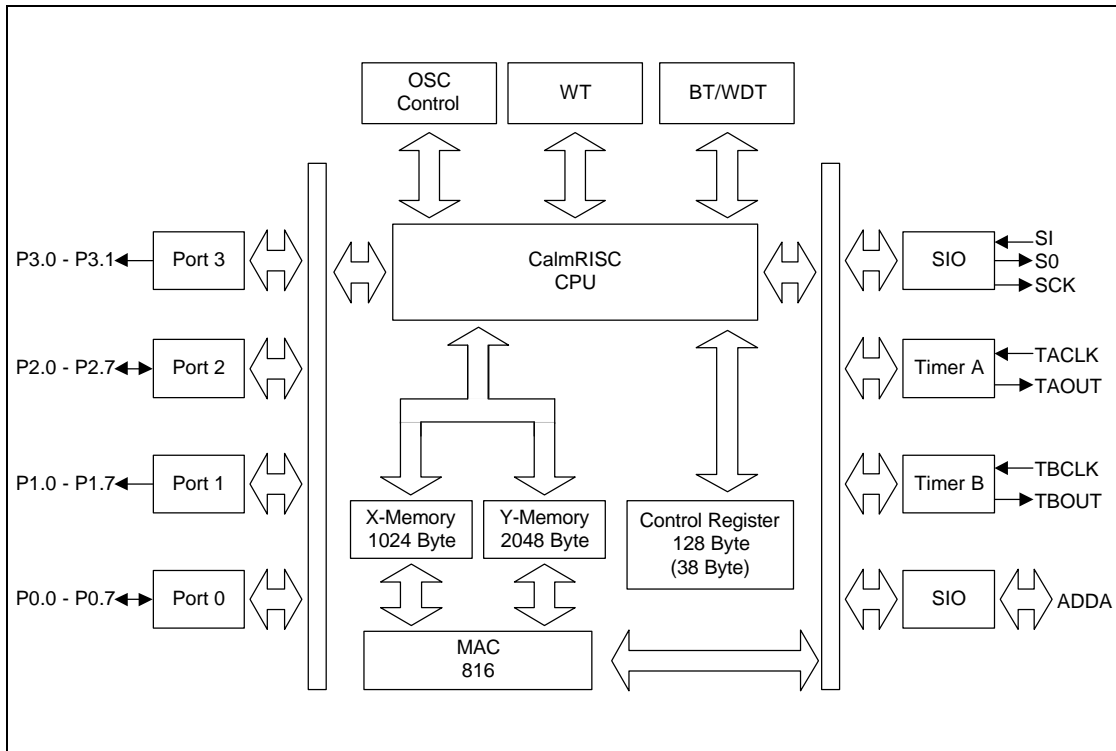 OSC
Control
WT
BT/WDT
CalmRISC
CPU
P3.0 - P3.1
Port 3
SIO
SI
S0
SCK
P2.0 - P2.7
Port 2
Timer A
TACLK
TAOUT
P1.0 - P1.7
Port 1
X-Memory
1024 Byte
Y-Memory
2048 Byte
Control Register
128 Byte
(38 Byte)
Timer B
TBCLK
TBOUT
P0.0 - P0.7
Port 0
MAC
816
SIO
ADDA